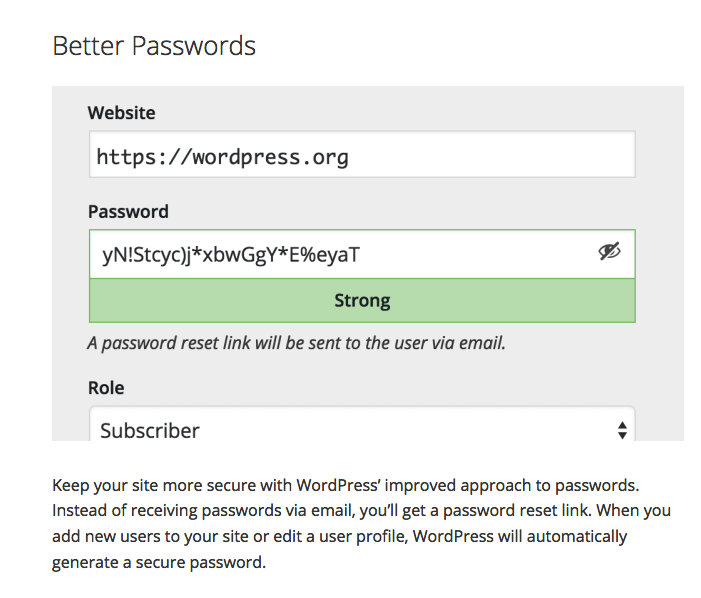 Better Passwords
Website
https://wordpress.org
Password
yN!Stcyc)j*xbwGgY*E%eyaT
Strong
A password reset link will be sent to the user via email.
Role
Subscriber
Keep your site more secure with WordPress’ improved approach to passwords.
Instead of receiving passwords via email, you’ll get a password reset link. When you
add new users to your site or edit a user profile, WordPress will automatically
generate a secure password.